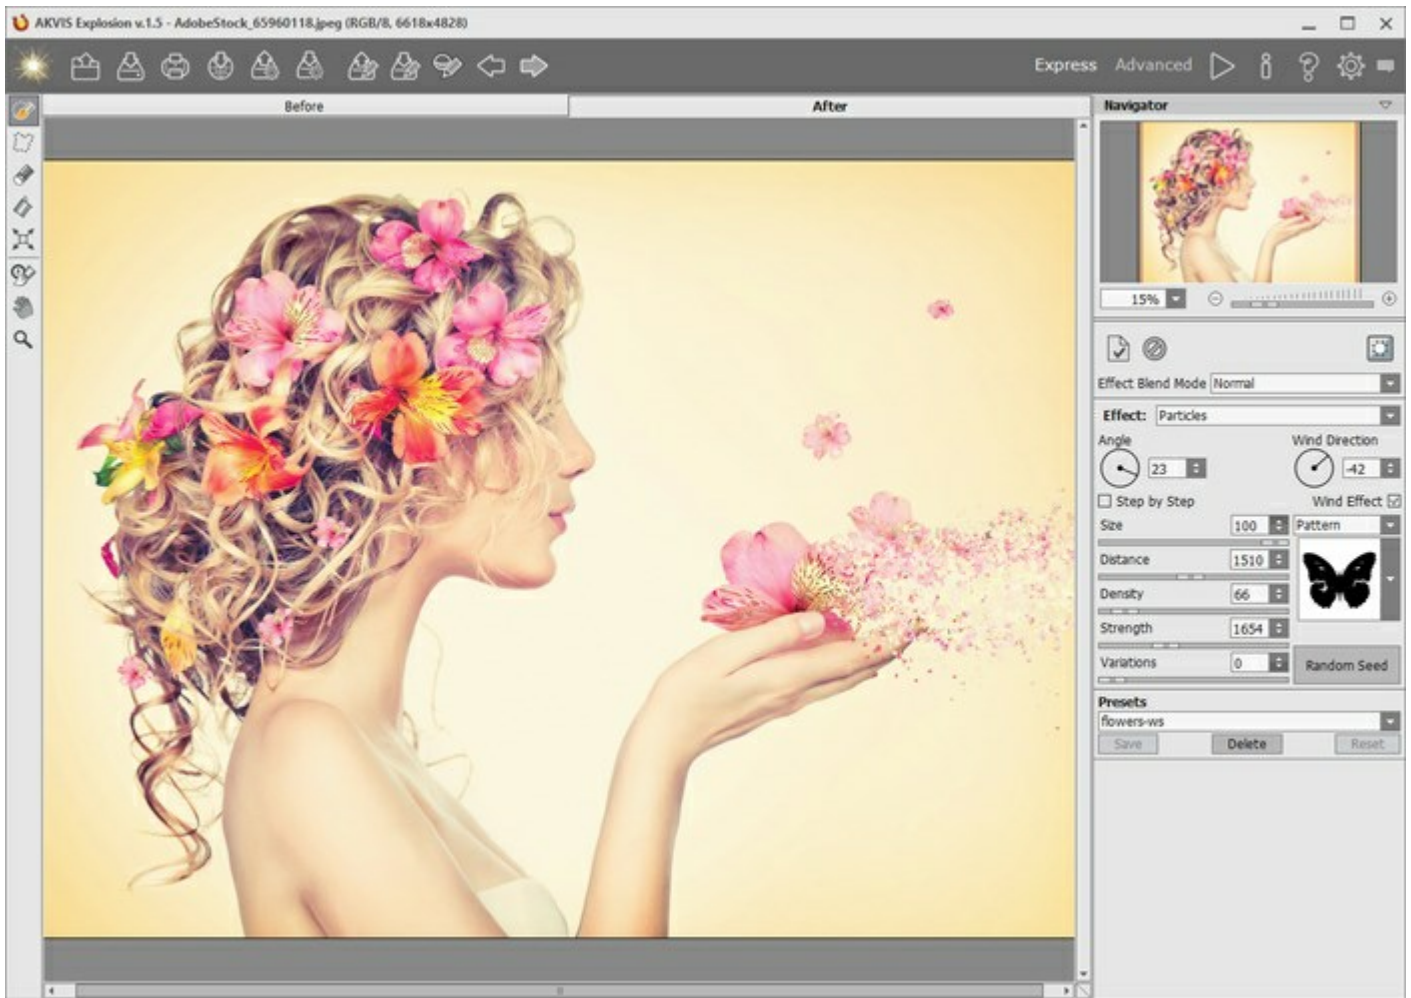 AKVIS Explosion v.1.5 - AdobeStock_65960118.jpeg (RGB/8, 6618x4828)
Express Advanced
Before After
Navigator
15%
Effect Blend Mode Normal
Effect: Particles
Angle Wind Direction
23 -42
Step by Step Wind Effect
Size 100 Pattern
Distance 1510
Density 66
Strength 1654
Variations 0 Random Seed
Presets
flowers-ws
Save Delete Reset